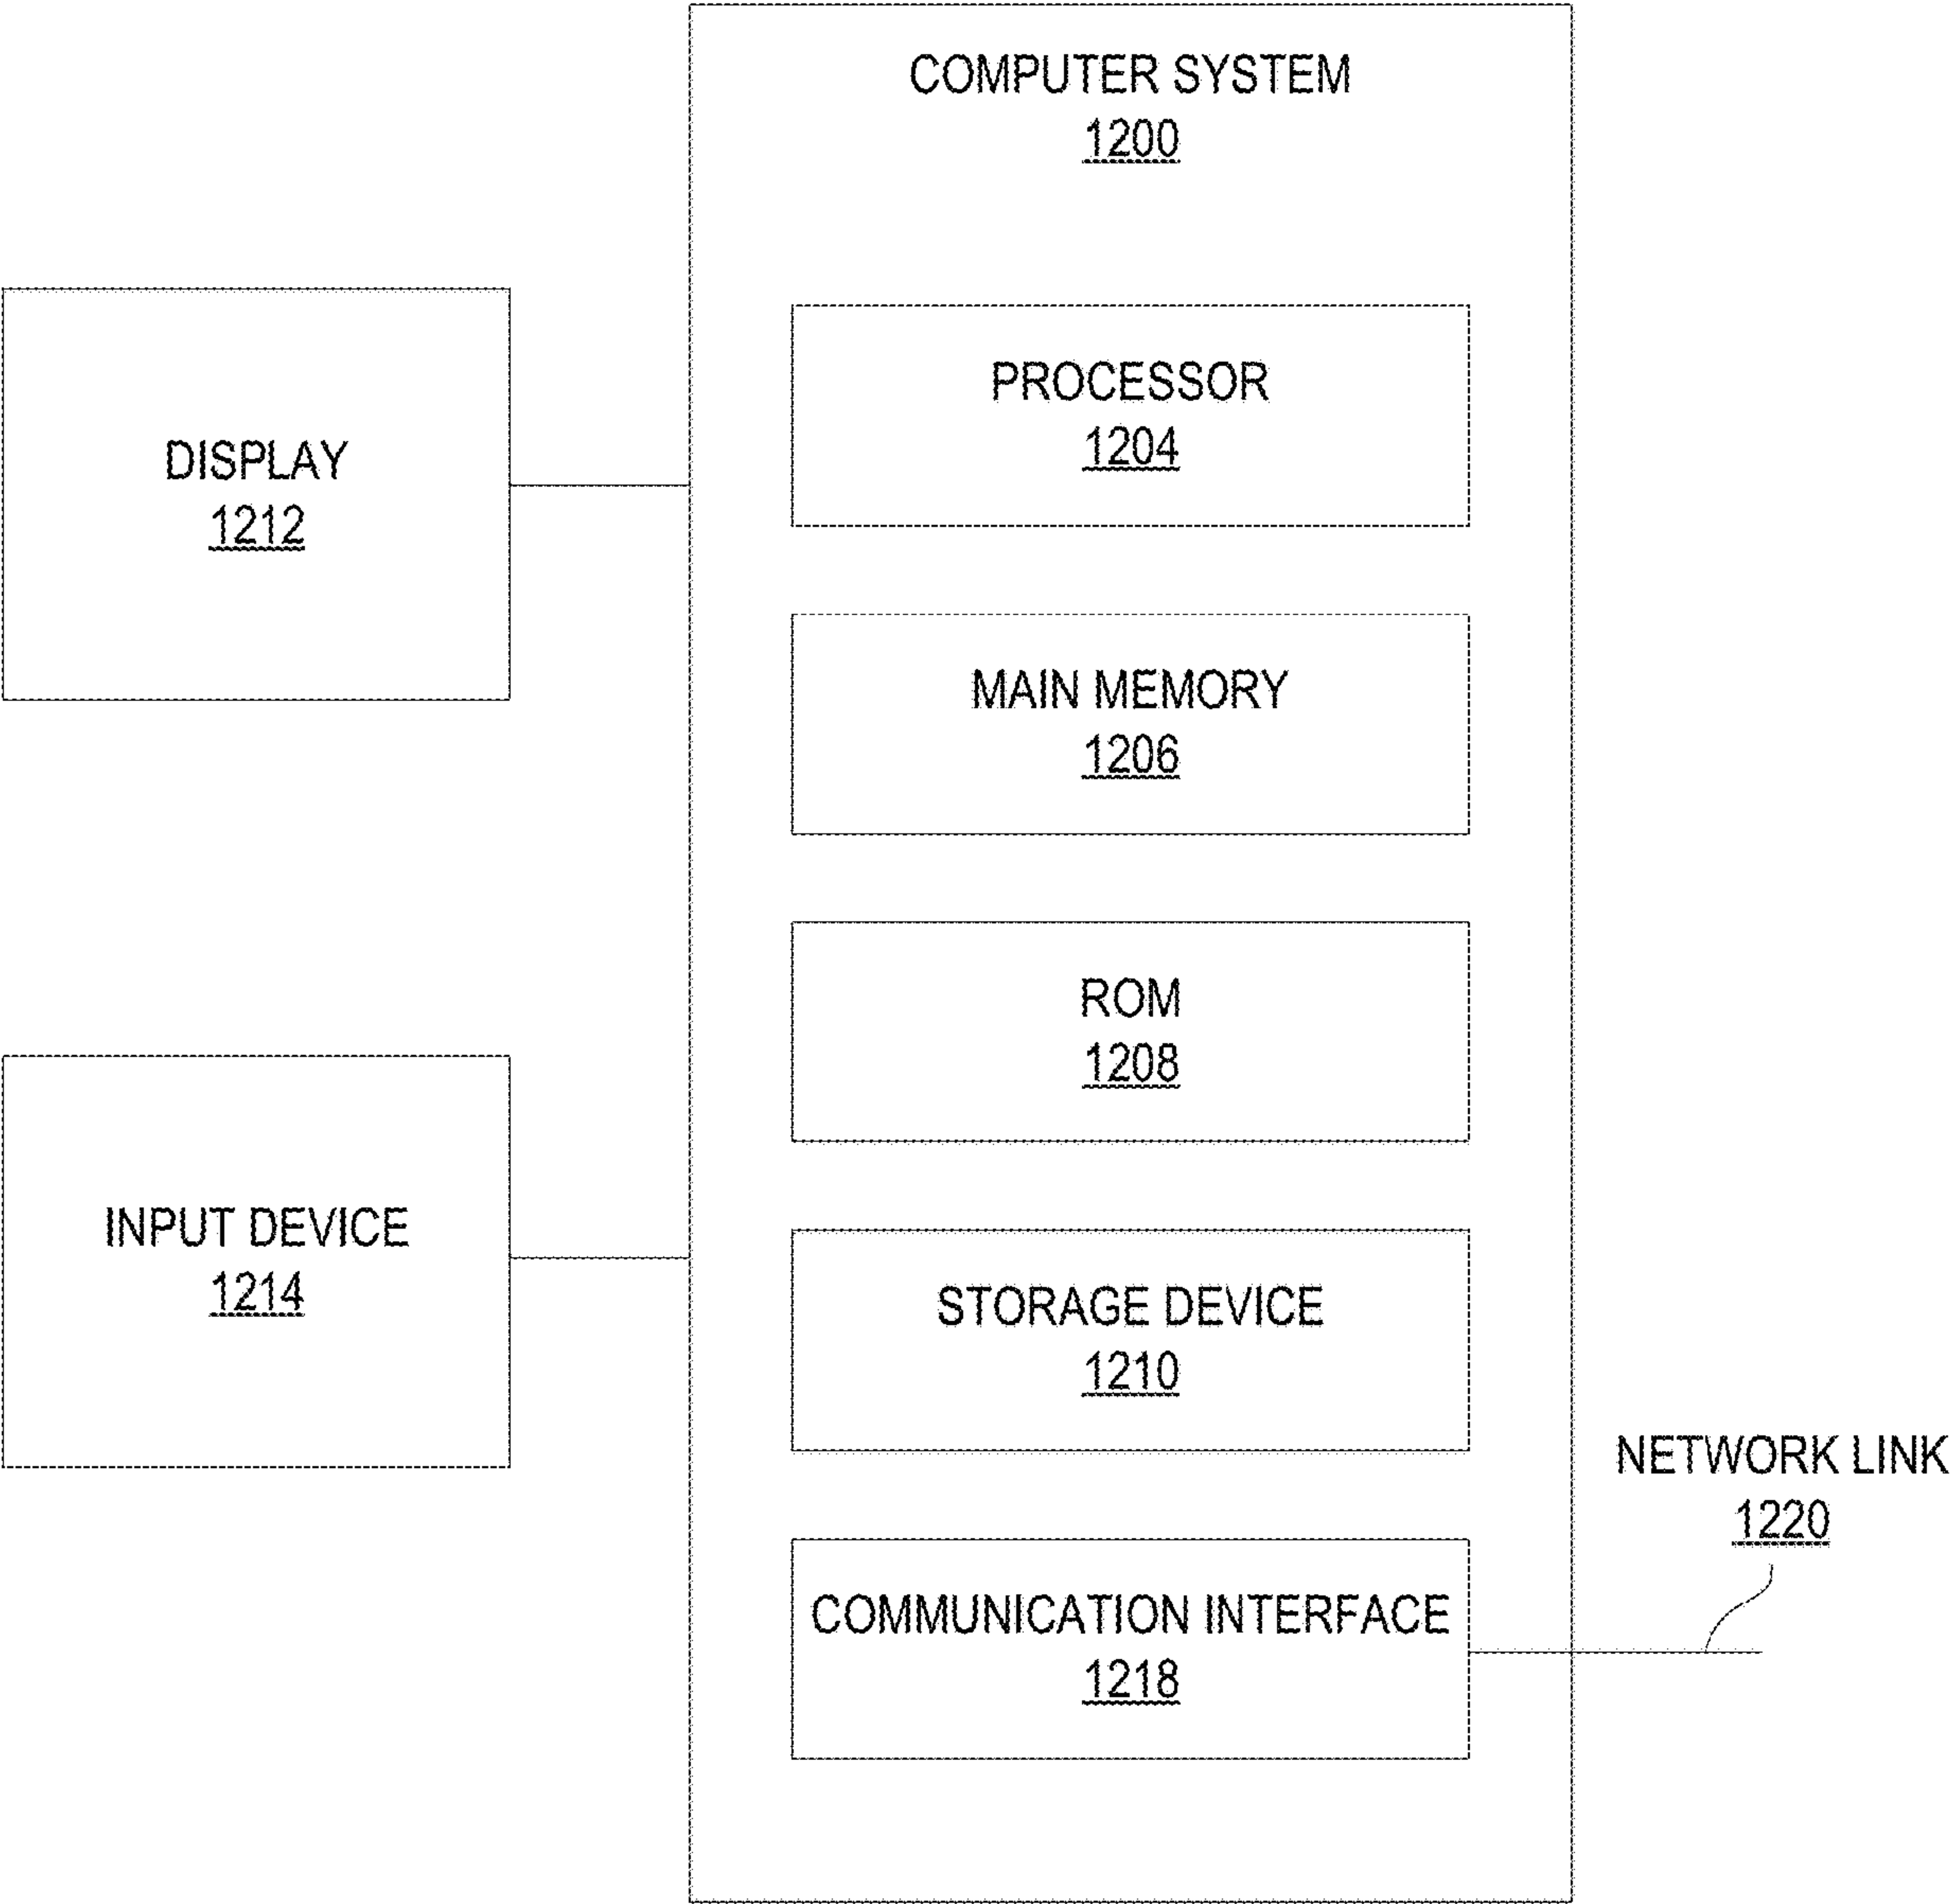 COMPUTER SYSTEM
1200
DISPLAY
1212
PROCESSOR
1204
MAIN MEMORY
1206
ROM
1208
INPUT DEVICE
1214
STORAGE DEVICE
1210
NETWORK LINK
1220
COMMUNICATION INTERFACE
1218